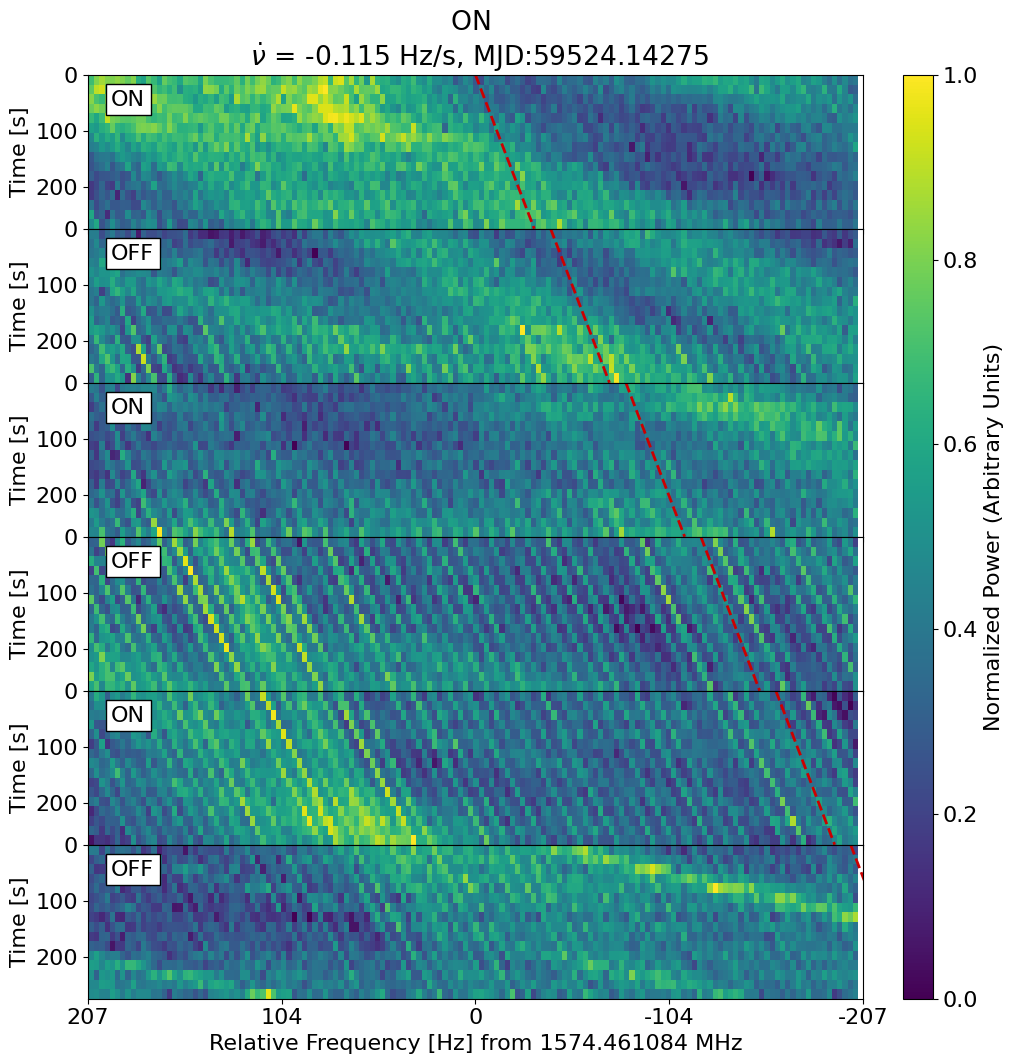 ON
ν̇ = -0.115 Hz/s, MJD:59524.14275
0
100
200
Time [s]
ON
0
100
200
Time [s]
OFF
0
100
200
Time [s]
ON
0
100
200
Time [s]
OFF
0
100
200
Time [s]
ON
0
100
200
Time [s]
OFF
207 104 0 -104 -207
Relative Frequency [Hz] from 1574.461084 MHz
1.0
0.8
0.6
0.4
0.2
0.0
Normalized Power (Arbitrary Units)